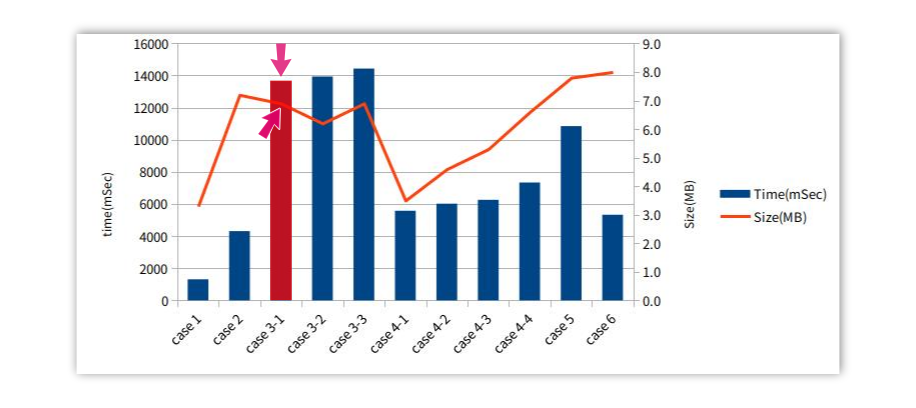 16000
14000
12000
10000
8000
6000
4000
2000
0
time(mSec)
9.0
8.0
7.0
6.0
5.0
4.0
3.0
2.0
1.0
0.0
Size(MB)
Time(mSec)
Size(MB)
case 1
case 2
case 3-1
case 3-2
case 3-3
case 4-1
case 4-2
case 4-3
case 4-4
case 5
case 6